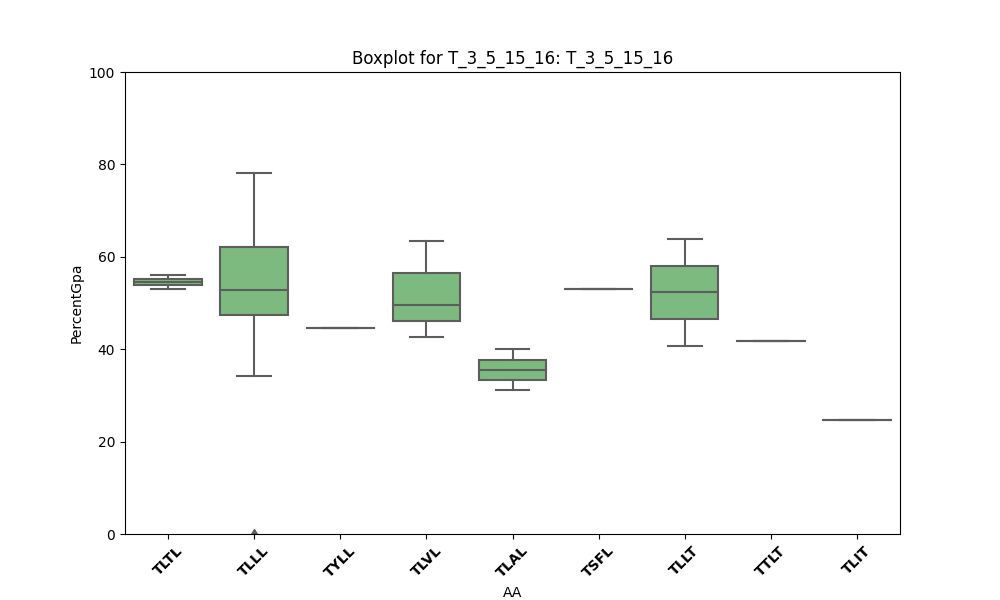 Boxplot for T_3_5_15_16: T_3_5_15_16
100
80
60
40
20
0
PercentGpa
TLTL
TLLL
TYLL
TLVL
TLAL
TSFL
TLLT
TTLT
TLIT
AA